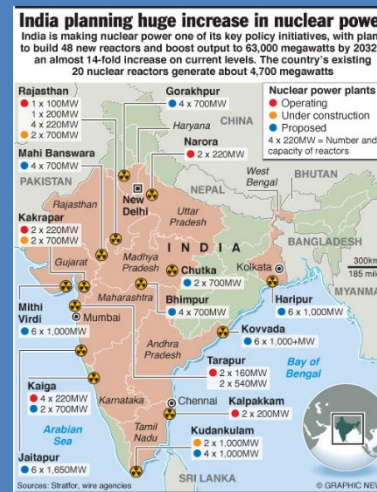 India planning huge increase in nuclear powe
India is making nuclear power one of its key policy initiatives, with plan
to build 48 new reactors and boost output to 63,000 megawatts by 2032
an almost 14-fold increase on current levels. The country's existing
20 nuclear reactors generate about 4,700 megawatts
Rajasthan
1 x 100MW
1 x 200MW
4 x 220MW
2 x 700MW
Gorakhpur
4 x 700MW
Nuclear power plants
Operating
Under construction
Proposed
4 x 220MW = Number and
capacity of reactors
Haryana
CHINA
Mahi Banswara
4 x 700MW
Narora
2 x 220MW
PAKISTAN
New
Delhi
NEPAL
West
Bengal
BHUTAN
Rajasthan
Uttar
Pradesh
Kakrapar
2 x 220MW
2 x 700MW
INDIA
BANGLADESH
Gujarat
Madhya
Pradesh
Chutka
2 x 700MW
Kolkata
300km
185 mile
MYANMA
Mithi
Virdi
6 x 1,000MW
Maharashtra
Mumbai
Bhimpur
4 x 700MW
Haripur
6 x 1,000MW
Kovvada
6 x 1,000+MW
Andhra
Pradesh
Bay of
Bengal
Tarapur
2 x 160MW
2 x 540MW
Kaiga
4 x 220MW
2 x 700MW
Karnataka
Chennai
Kalpakkam
2 x 200MW
Arabian
Sea
Tamil
Nadu
Kudankulam
2 x 1,000MW
4 x 1,000MW
Jaitapur
6 x 1,650MW
SRI LANKA
Sources: Stratfor, wire agencies
© GRAPHIC NEW